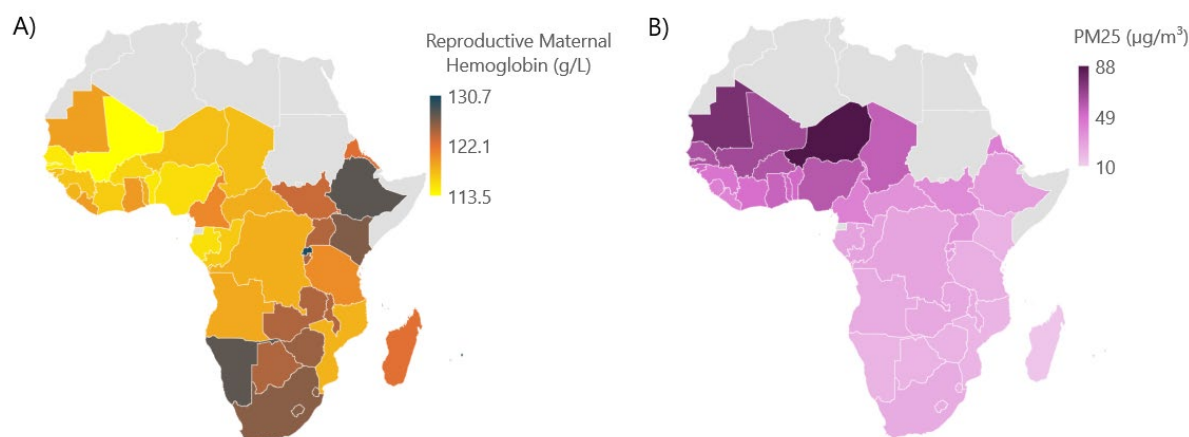 A)
Reproductive Maternal
Hemoglobin (g/L)
130.7
122.1
113.5
B)
PM25 (µg/m³)
88
49
10